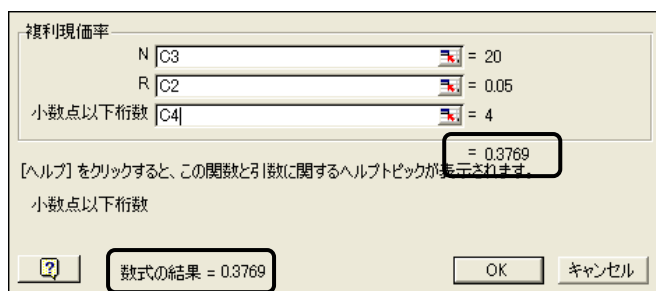 複利現価率
N C3 = 20
R C2 = 0.05
小数点以下桁数 C4 = 4
= 0.3769
[ヘルプ] をクリックすると、この関数と引数に関するヘルプトピックが表示されます。
小数点以下桁数
? 数式の結果 = 0.3769 OK キャンセル